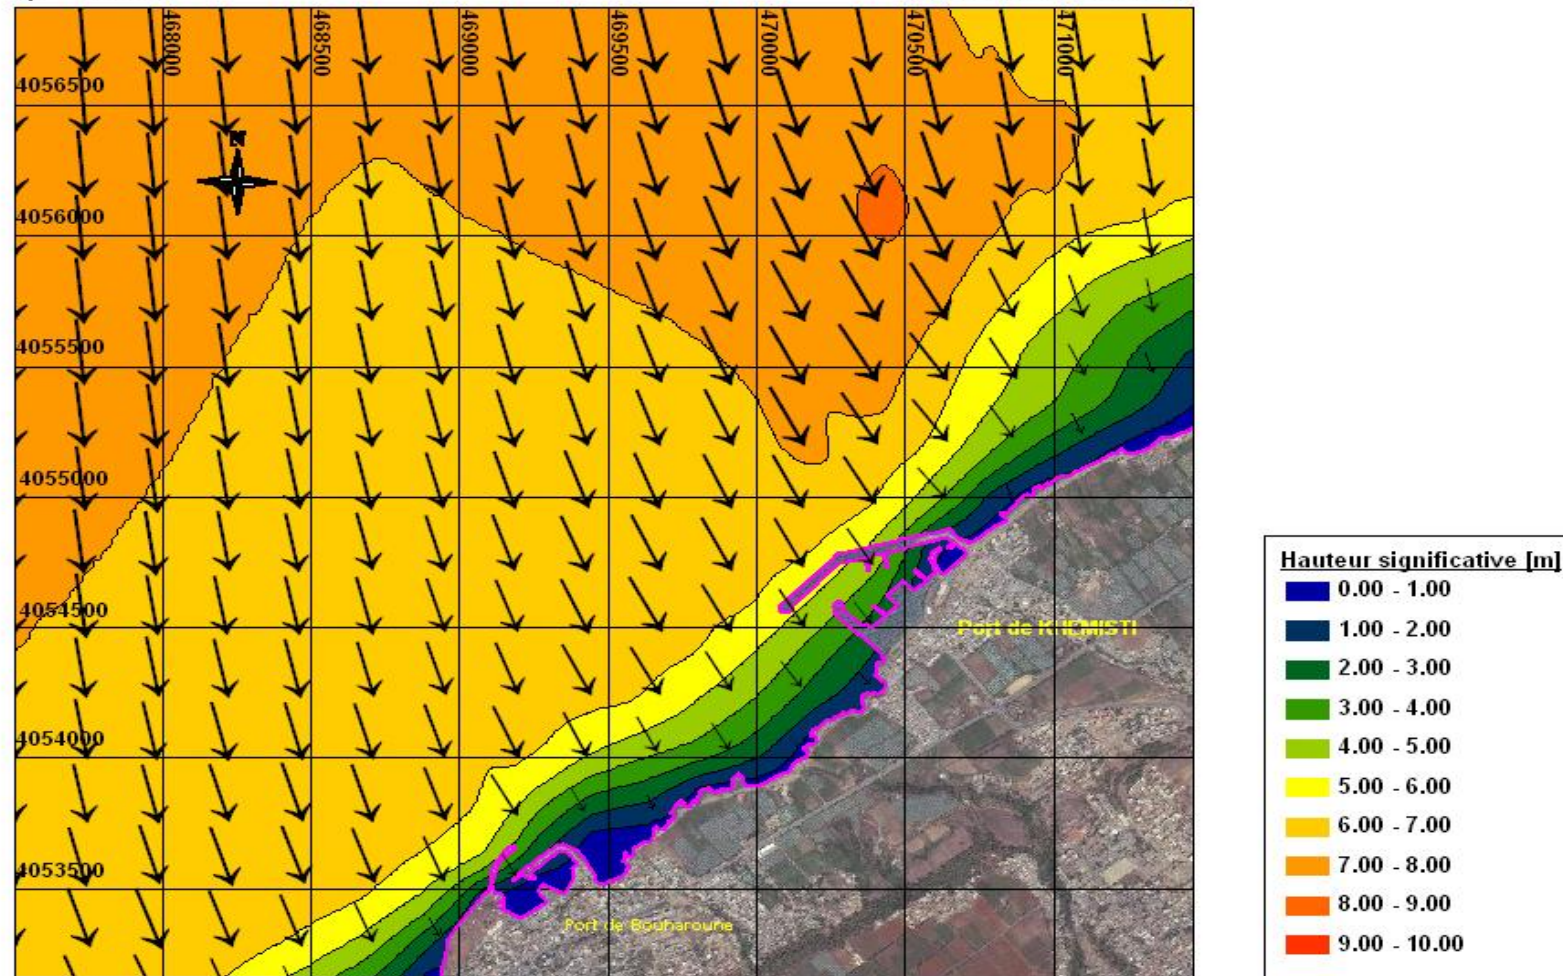 468000
468500
469000
469500
470000
470500
471000
4056500
N
4056000
4055500
4055000
4054500
Port de KHEMISTI
4054000
4053500
Port de Bouharoune
Hauteur significative [m]
0.00 - 1.00
1.00 - 2.00
2.00 - 3.00
3.00 - 4.00
4.00 - 5.00
5.00 - 6.00
6.00 - 7.00
7.00 - 8.00
8.00 - 9.00
9.00 - 10.00